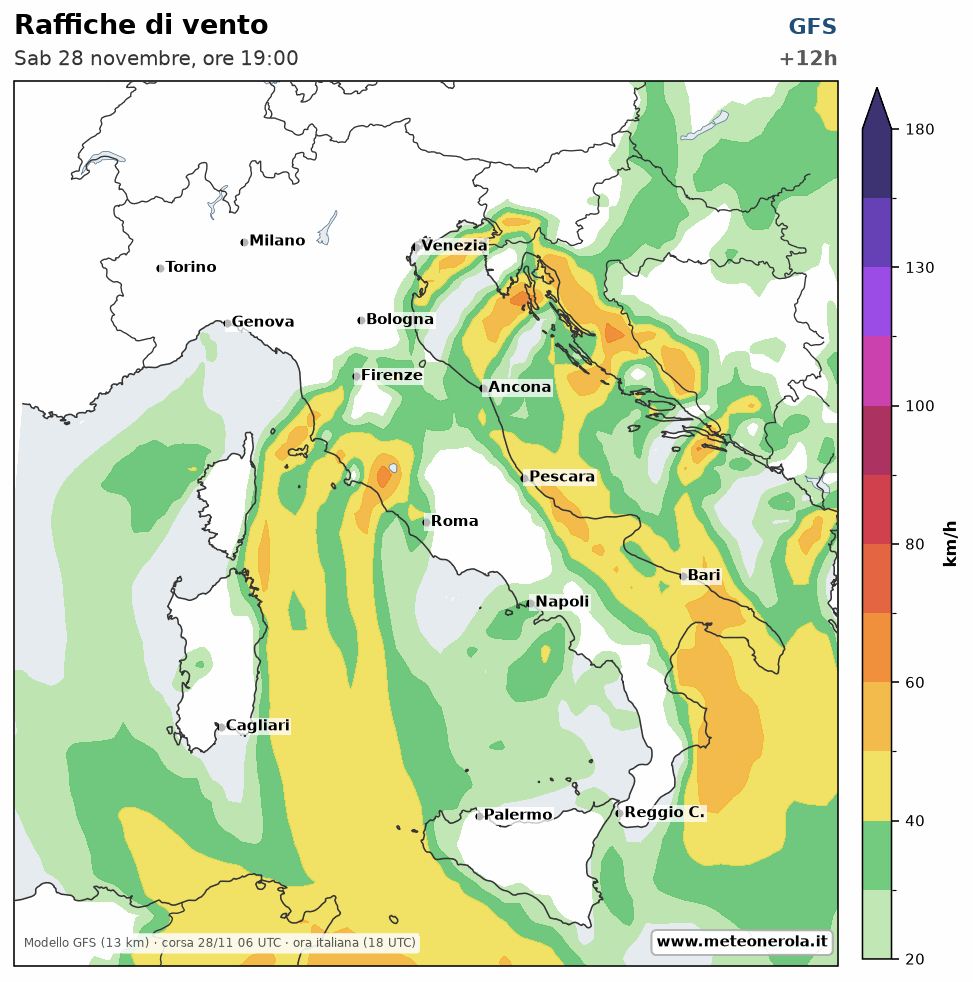 Raffiche di vento
GFS
Sab 28 novembre, ore 19:00
+12h
180
130
100
80
60
40
20
km/h
Milano
Venezia
Torino
Genova
Bologna
Firenze
Ancona
Pescara
Roma
Bari
Napoli
Cagliari
Palermo
Reggio C.
Modello GFS (13 km) · corsa 28/11 06 UTC · ora italiana (18 UTC)
www.meteonerola.it